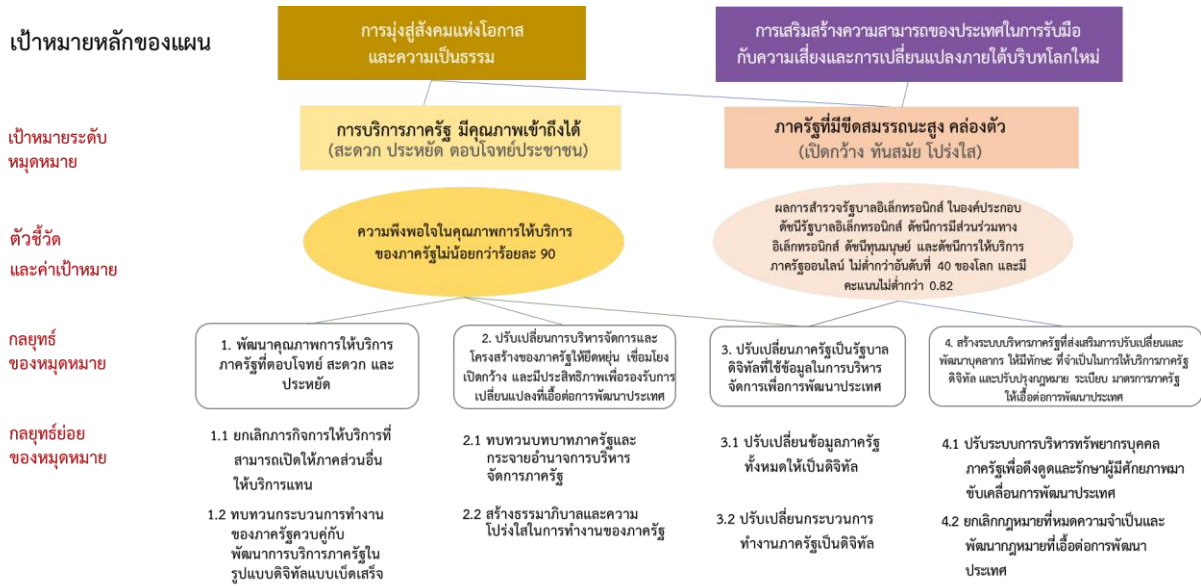 เป้าหมายหลักของแผน
การมุ่งสู่สังคมแห่งโอกาส
และความเป็นธรรม
การเสริมสร้างความสามารถของประเทศในการรับมือ
กับความเสี่ยงและการเปลี่ยนแปลงภายใต้บริบทโลกใหม่
เป้าหมายระดับ
หมุดหมาย
การบริการภาครัฐ มีคุณภาพเข้าถึงได้
(สะดวก ประหยัด ตอบโจทย์ประชาชน)
ภาครัฐที่มีขีดสมรรถนะสูง คล่องตัว
(เปิดกว้าง ทันสมัย โปร่งใส)
ตัวชี้วัด
และค่าเป้าหมาย
ความพึงพอใจในคุณภาพการให้บริการ
ของภาครัฐไม่น้อยกว่าร้อยละ 90
ผลการสำรวจรัฐบาลอิเล็กทรอนิกส์ ในองค์ประกอบ
ดัชนีรัฐบาลอิเล็กทรอนิกส์ ดัชนีการมีส่วนร่วมทาง
อิเล็กทรอนิกส์ ดัชนีทุนมนุษย์ และดัชนีการให้บริการ
ภาครัฐออนไลน์ ไม่ต่ำกว่าอันดับที่ 40 ของโลก และมี
คะแนนไม่ต่ำกว่า 0.82
กลยุทธ์
ของหมุดหมาย
1. พัฒนาคุณภาพการให้บริการ
ภาครัฐที่ตอบโจทย์ สะดวก และ
ประหยัด
2. ปรับเปลี่ยนการบริหารจัดการและ
โครงสร้างของภาครัฐให้ยืดหยุ่น เชื่อมโยง
เปิดกว้าง และมีประสิทธิภาพเพื่อรองรับการ
เปลี่ยนแปลงที่เอื้อต่อการพัฒนาประเทศ
3. ปรับเปลี่ยนภาครัฐเป็นรัฐบาล
ดิจิทัลที่ใช้ข้อมูลในการบริหาร
จัดการเพื่อการพัฒนาประเทศ
4. สร้างระบบบริหารภาครัฐที่ส่งเสริมการปรับเปลี่ยนและ
พัฒนาบุคลากร ให้มีทักษะ ที่จำเป็นในการให้บริการภาครัฐ
ดิจิทัล และปรับปรุงกฎหมาย ระเบียบ มาตรการภาครัฐ
ให้เอื้อต่อการพัฒนาประเทศ
กลยุทธ์ย่อย
ของหมุดหมาย
1.1 ยกเลิกภารกิจการให้บริการที่
สามารถเปิดให้ภาคส่วนอื่น
ให้บริการแทน
1.2 ทบทวนกระบวนการทำงาน
ของภาครัฐควบคู่กับ
พัฒนาการบริการภาครัฐใน
รูปแบบดิจิทัลแบบเบ็ดเสร็จ
2.1 ทบทวนบทบาทภาครัฐและ
กระจายอำนาจการบริหาร
จัดการภาครัฐ
2.2 สร้างธรรมาภิบาลและความ
โปร่งใสในการทำงานของภาครัฐ
3.1 ปรับเปลี่ยนข้อมูลภาครัฐ
ทั้งหมดให้เป็นดิจิทัล
3.2 ปรับเปลี่ยนกระบวนการ
ทำงานภาครัฐเป็นดิจิทัล
4.1 ปรับระบบการบริหารทรัพยากรบุคคล
ภาครัฐเพื่อดึงดูดและรักษาผู้มีศักยภาพมา
ขับเคลื่อนการพัฒนาประเทศ
4.2 ยกเลิกกฎหมายที่หมดความจำเป็นและ
พัฒนากฎหมายที่เอื้อต่อการพัฒนา
ประเทศ